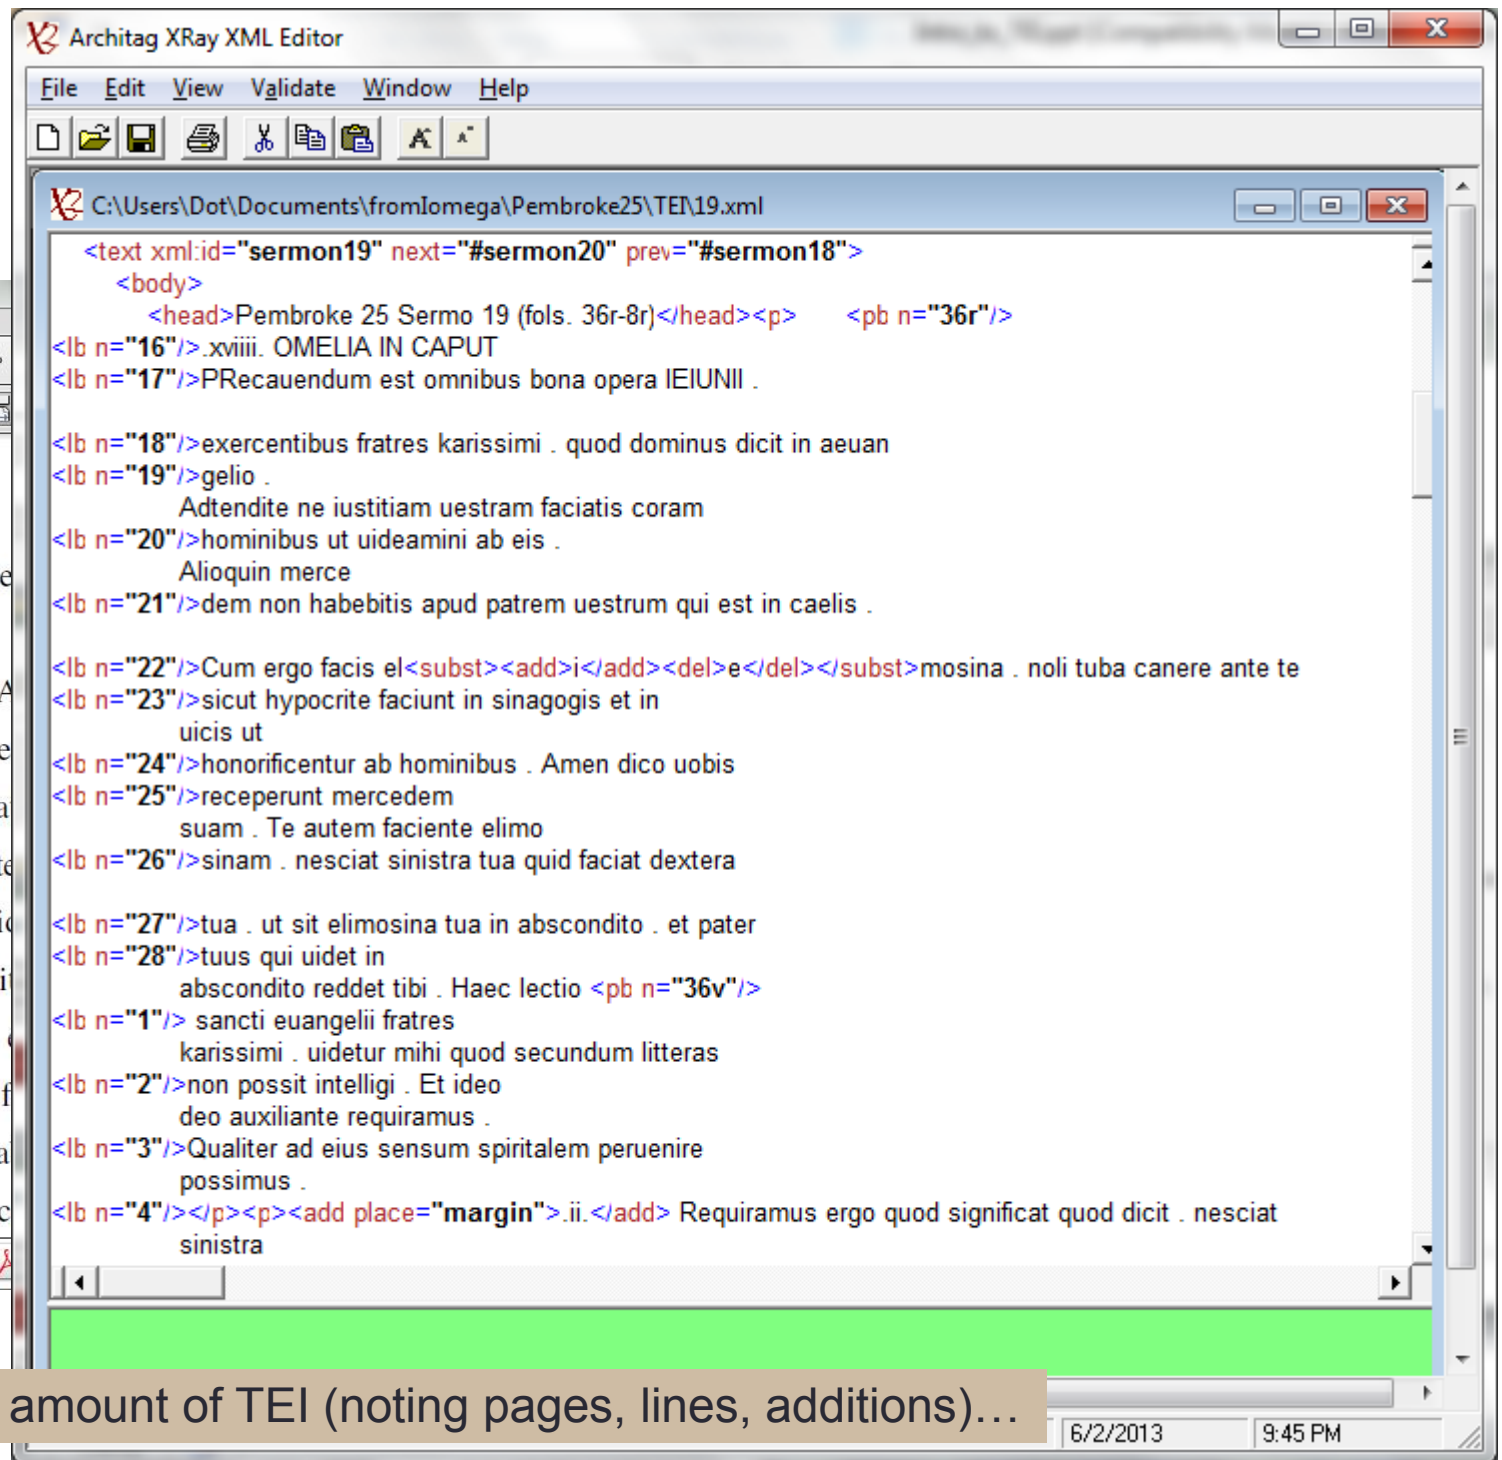 Architag XRay XML Editor
File Edit View Validate Window Help
C:\Users\Dot\Documents\fromIomega\Pembroke25\TEI\19.xml
<text xml:id="sermon19" next="#sermon20" prev="#sermon18">
<body>
<head>Pembroke 25 Sermo 19 (fols. 36r-8r)</head><p> <pb n="36r"/>
<lb n="16"/>.xviiii. OMELIA IN CAPUT
<lb n="17"/>PRecauendum est omnibus bona opera IEIUNII .
<lb n="18"/>exercentibus fratres karissimi . quod dominus dicit in aeuan
<lb n="19"/>gelio .
Adtendite ne iustitiam uestram faciatis coram
<lb n="20"/>hominibus ut uideamini ab eis .
Alioquin merce
<lb n="21"/>dem non habebitis apud patrem uestrum qui est in caelis .
<lb n="22"/>Cum ergo facis el<subst><add>i</add><del>e</del></subst>mosina . noli tuba canere ante te
<lb n="23"/>sicut hypocrite faciunt in sinagogis et in
uicis ut
<lb n="24"/>honorificentur ab hominibus . Amen dico uobis
<lb n="25"/>receperunt mercedem
suam . Te autem faciente elimo
<lb n="26"/>sinam . nesciat sinistra tua quid faciat dextera
<lb n="27"/>tua . ut sit elimosina tua in abscondito . et pater
<lb n="28"/>tuus qui uidet in
abscondito reddet tibi . Haec lectio <pb n="36v"/>
<lb n="1"/> sancti euangelii fratres
karissimi . uidetur mihi quod secundum litteras
<lb n="2"/>non possit intelligi . Et ideo
deo auxiliante requiramus .
<lb n="3"/>Qualiter ad eius sensum spiritalem peruenire
possimus .
<lb n="4"/></p><p><add place="margin">.ii.</add> Requiramus ergo quod significat quod dicit . nesciat
sinistra
amount of TEI (noting pages, lines, additions)…
6/2/2013 9:45 PM